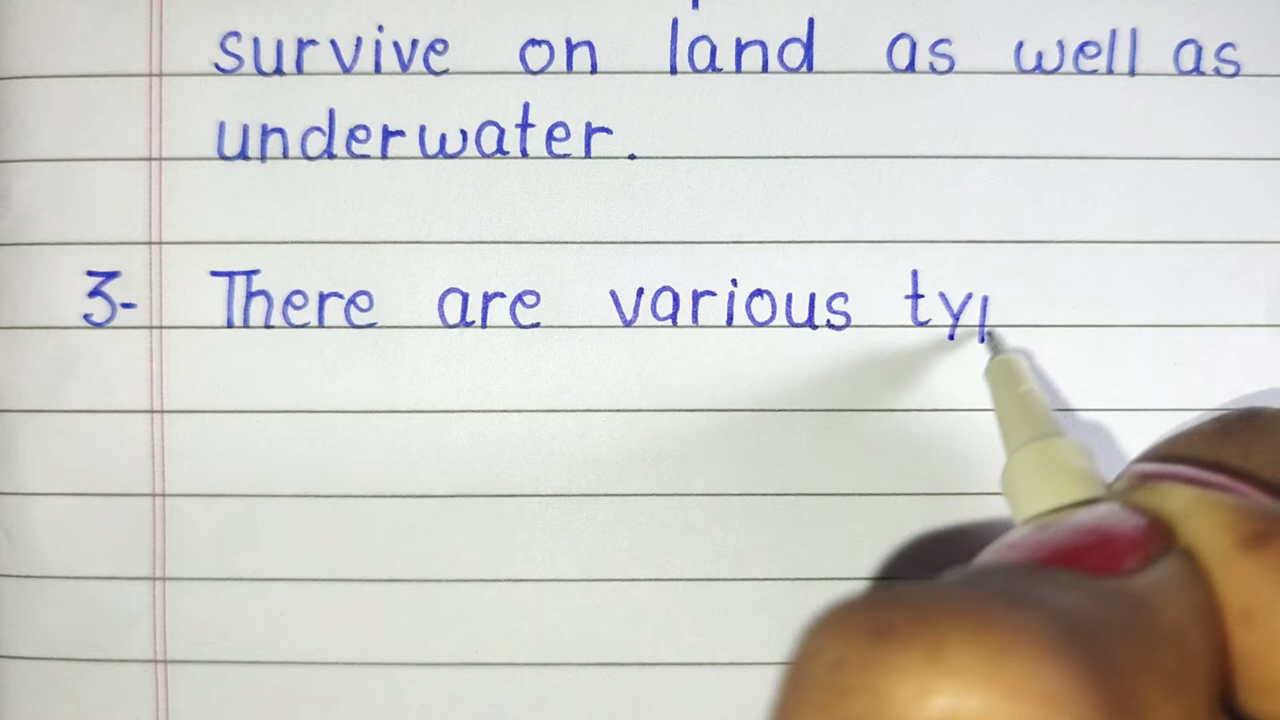 survive on land as well as
underwater.
3- There are various ty